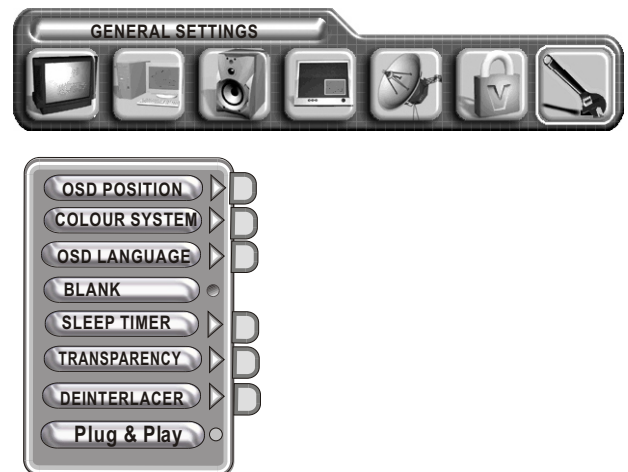 GENERAL SETTINGS
OSD POSITION
COLOUR SYSTEM
OSD LANGUAGE
BLANK
SLEEP TIMER
TRANSPARENCY
DEINTERLACER
Plug & Play